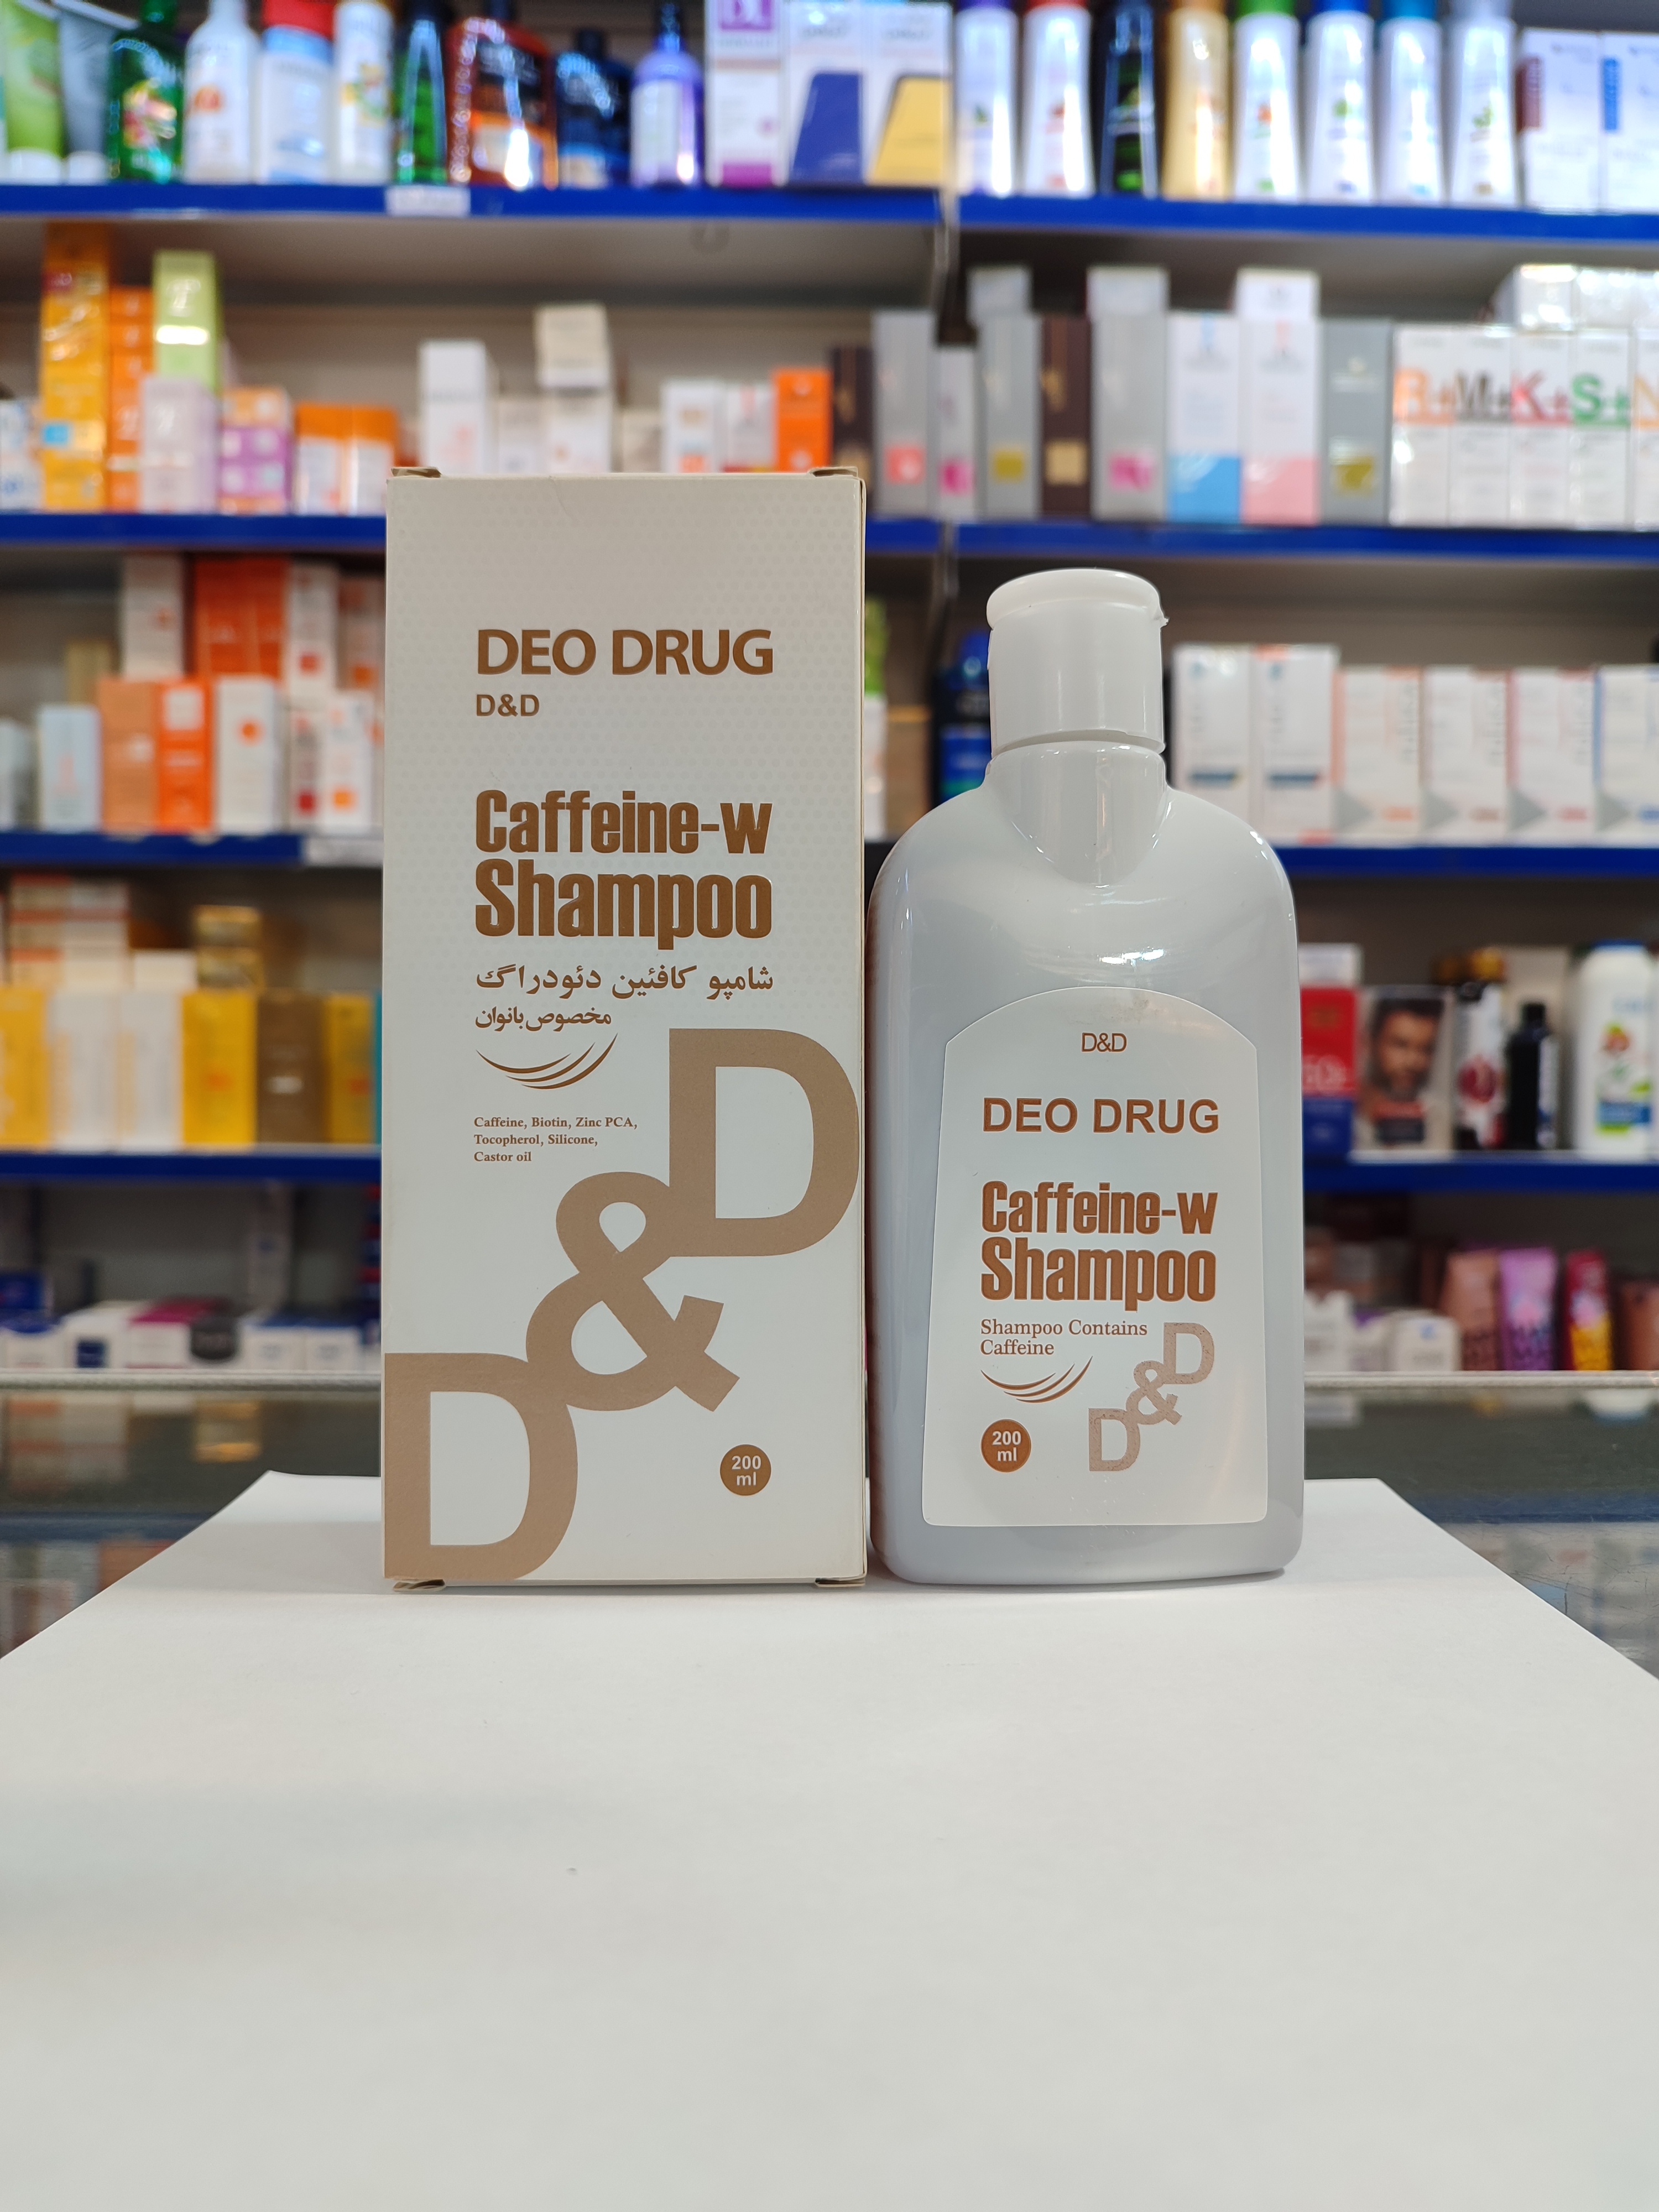 DEO DRUG
D&D
Caffeine-w
Shampoo
شامپو کافئین دئودراگ
مخصوص بانوان
Caffeine, Biotin, Zinc PCA,
Tocopherol, Silicone,
Castor oil
D&D
200
ml
D&D
DEO DRUG
Caffeine-w
Shampoo
Shampoo Contains
Caffeine
D&D
200
ml
R+ M+ K+ S+ N